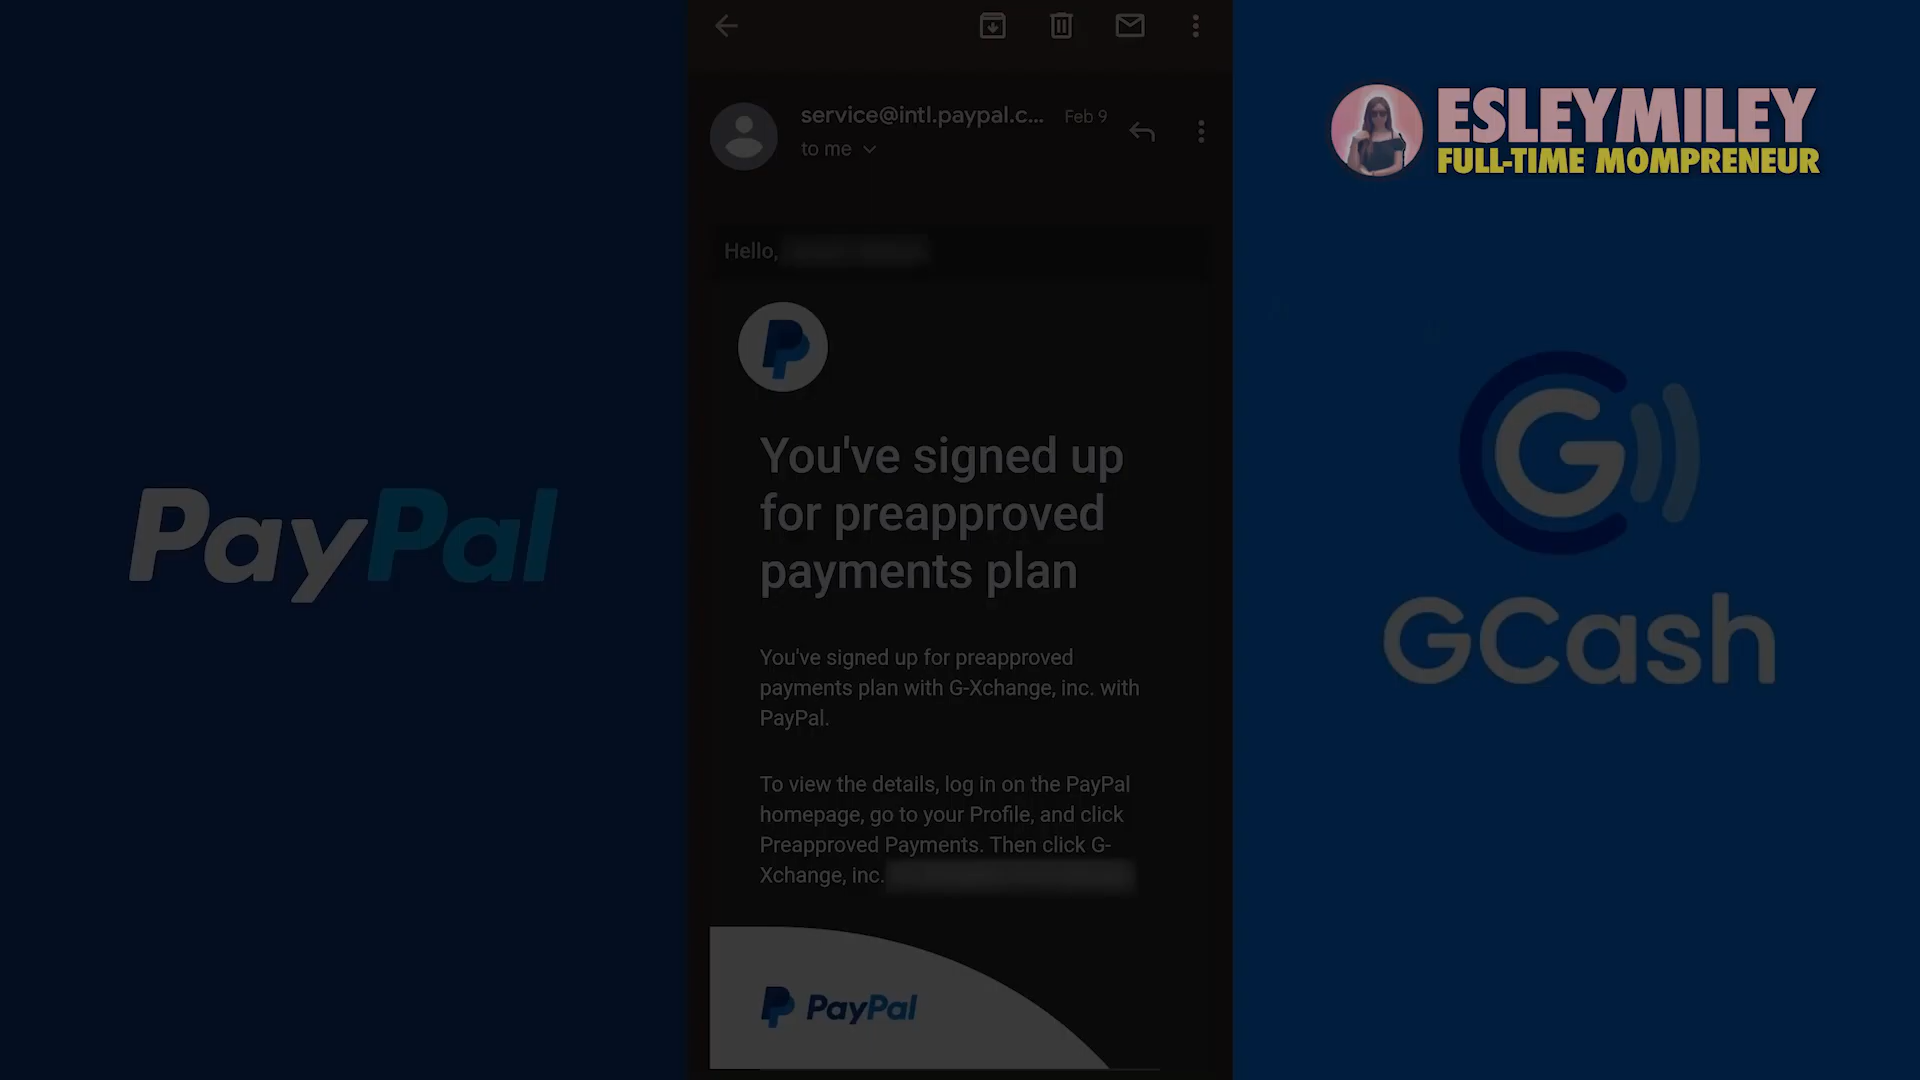 service@intl.paypal.c... Feb 9
to me
Hello,
You've signed up
for preapproved
payments plan
You've signed up for preapproved
payments plan with G-Xchange, inc. with
PayPal.
To view the details, log in on the PayPal
homepage, go to your Profile, and click
Preapproved Payments. Then click G-
Xchange, inc.
PayPal
PayPal
ESLEYMILEY
FULL-TIME MOMPRENEUR
G
GCash